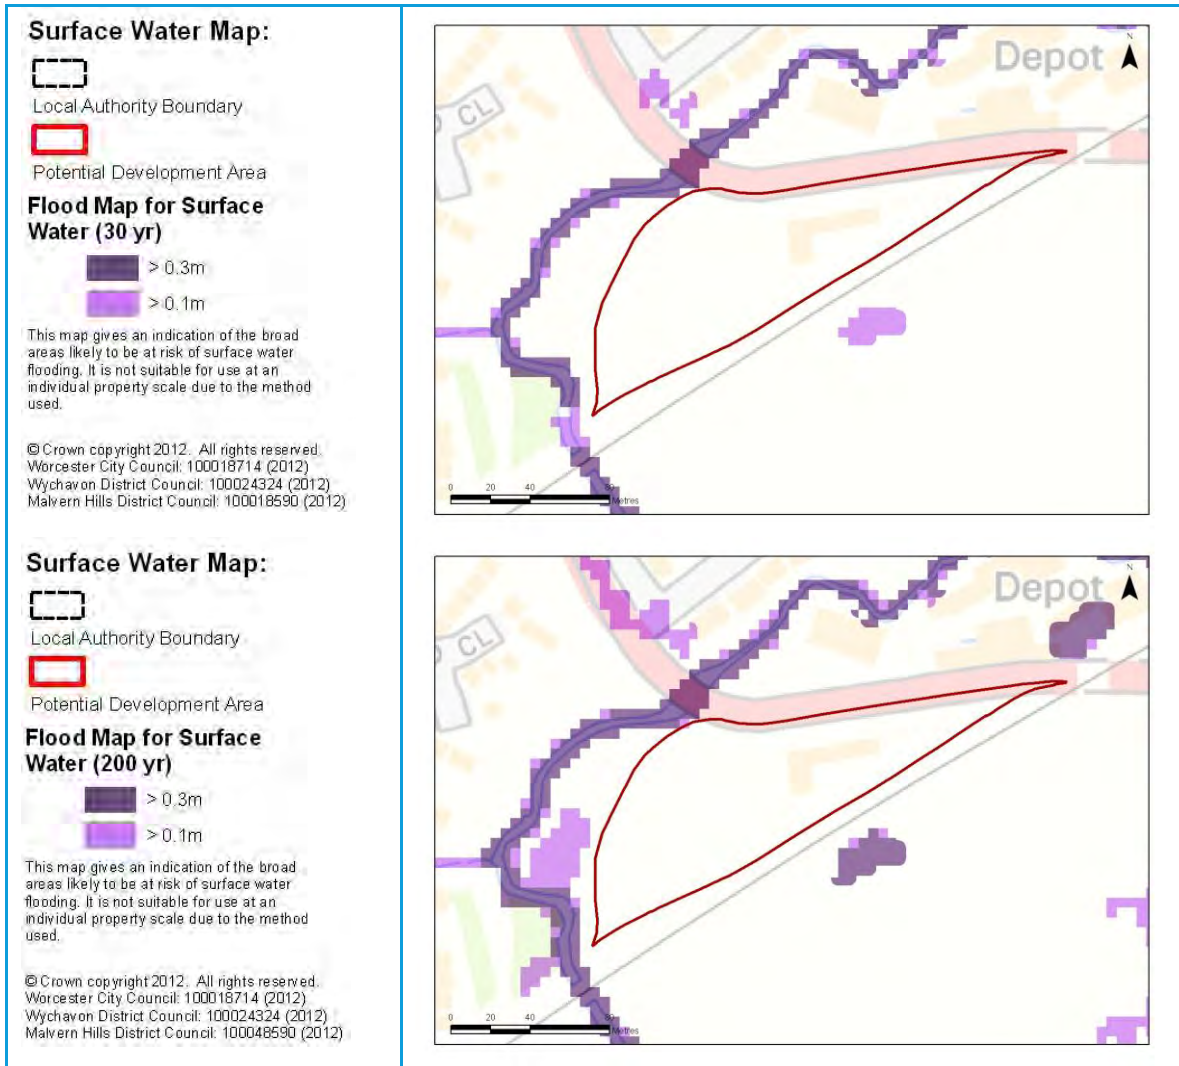 Surface Water Map:
Local Authority Boundary
Potential Development Area
Flood Map for Surface
Water (30 yr)
> 0.3m
> 0.1m
This map gives an indication of the broad
areas likely to be at risk of surface water
flooding. It is not suitable for use at an
individual property scale due to the method
used.
© Crown copyright 2012. All rights reserved.
Worcester City Council: 100018714 (2012)
Wychavon District Council: 100024324 (2012)
Malvern Hills District Council: 100018590 (2012)
CL
Depot
N
0 20 40 80
Metres
Surface Water Map:
Local Authority Boundary
Potential Development Area
Flood Map for Surface
Water (200 yr)
> 0.3m
> 0.1m
This map gives an indication of the broad
areas likely to be at risk of surface water
flooding. It is not suitable for use at an
individual property scale due to the method
used.
© Crown copyright 2012. All rights reserved.
Worcester City Council: 100018714 (2012)
Wychavon District Council: 100024324 (2012)
Malvern Hills District Council: 100048590 (2012)
CL
Depot
N
0 20 40 80
Metres